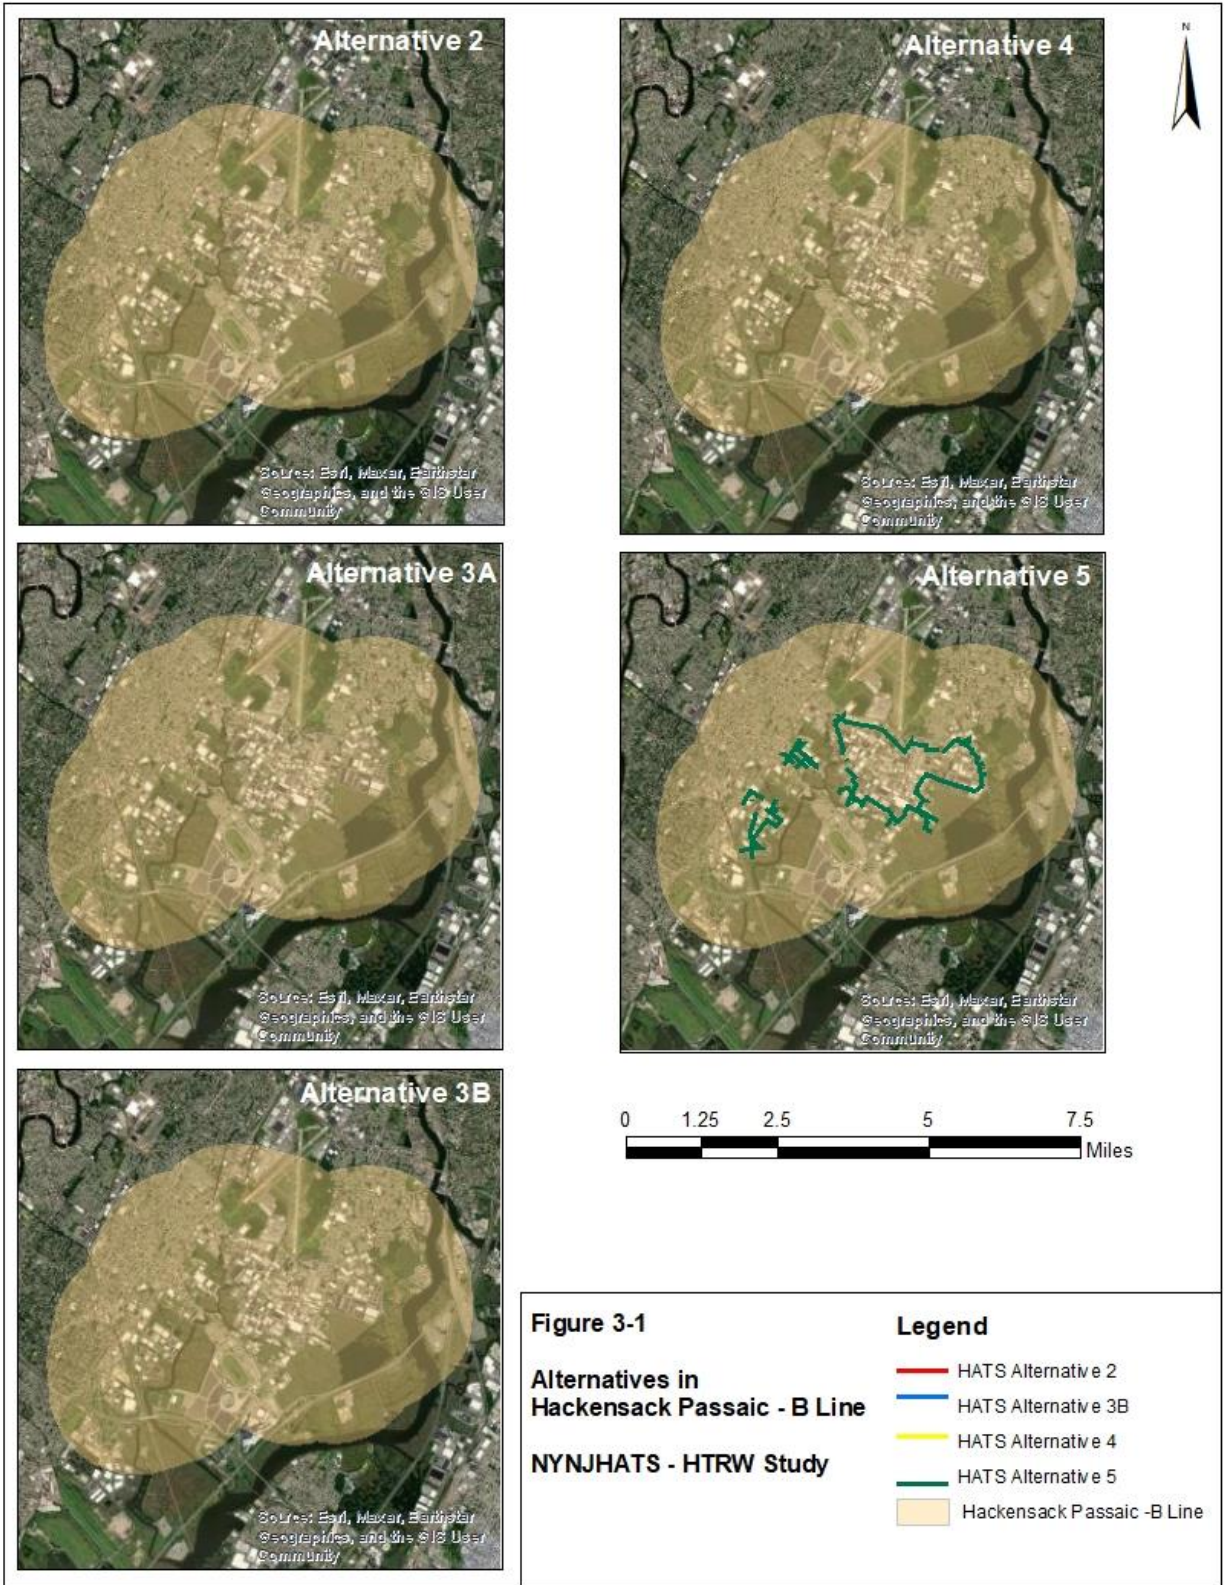 Alternative 2
Source: Esri, Maxar, Earthstar
Geographics, and the GIS User
Community
Alternative 4
Source: Esri, Maxar, Earthstar
Geographics, and the GIS User
Community
N
Alternative 3A
Source: Esri, Maxar, Earthstar
Geographics, and the GIS User
Community
Alternative 5
Source: Esri, Maxar, Earthstar
Geographics, and the GIS User
Community
Alternative 3B
Source: Esri, Maxar, Earthstar
Geographics, and the GIS User
Community
0 1.25 2.5 5 7.5
Miles
Figure 3-1
Alternatives in
Hackensack Passaic - B Line
NYNJHATS - HTRW Study
Legend
HATS Alternative 2
HATS Alternative 3B
HATS Alternative 4
HATS Alternative 5
Hackensack Passaic -B Line